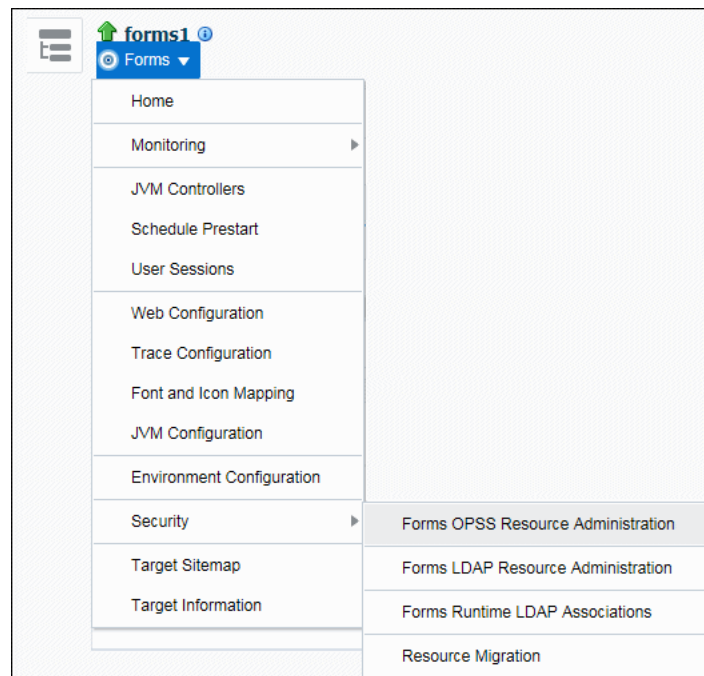 forms1
Forms
Home
Monitoring
JVM Controllers
Schedule Prestart
User Sessions
Web Configuration
Trace Configuration
Font and Icon Mapping
JVM Configuration
Environment Configuration
Security
Forms OPSS Resource Administration
Target Sitemap
Forms LDAP Resource Administration
Target Information
Forms Runtime LDAP Associations
Resource Migration